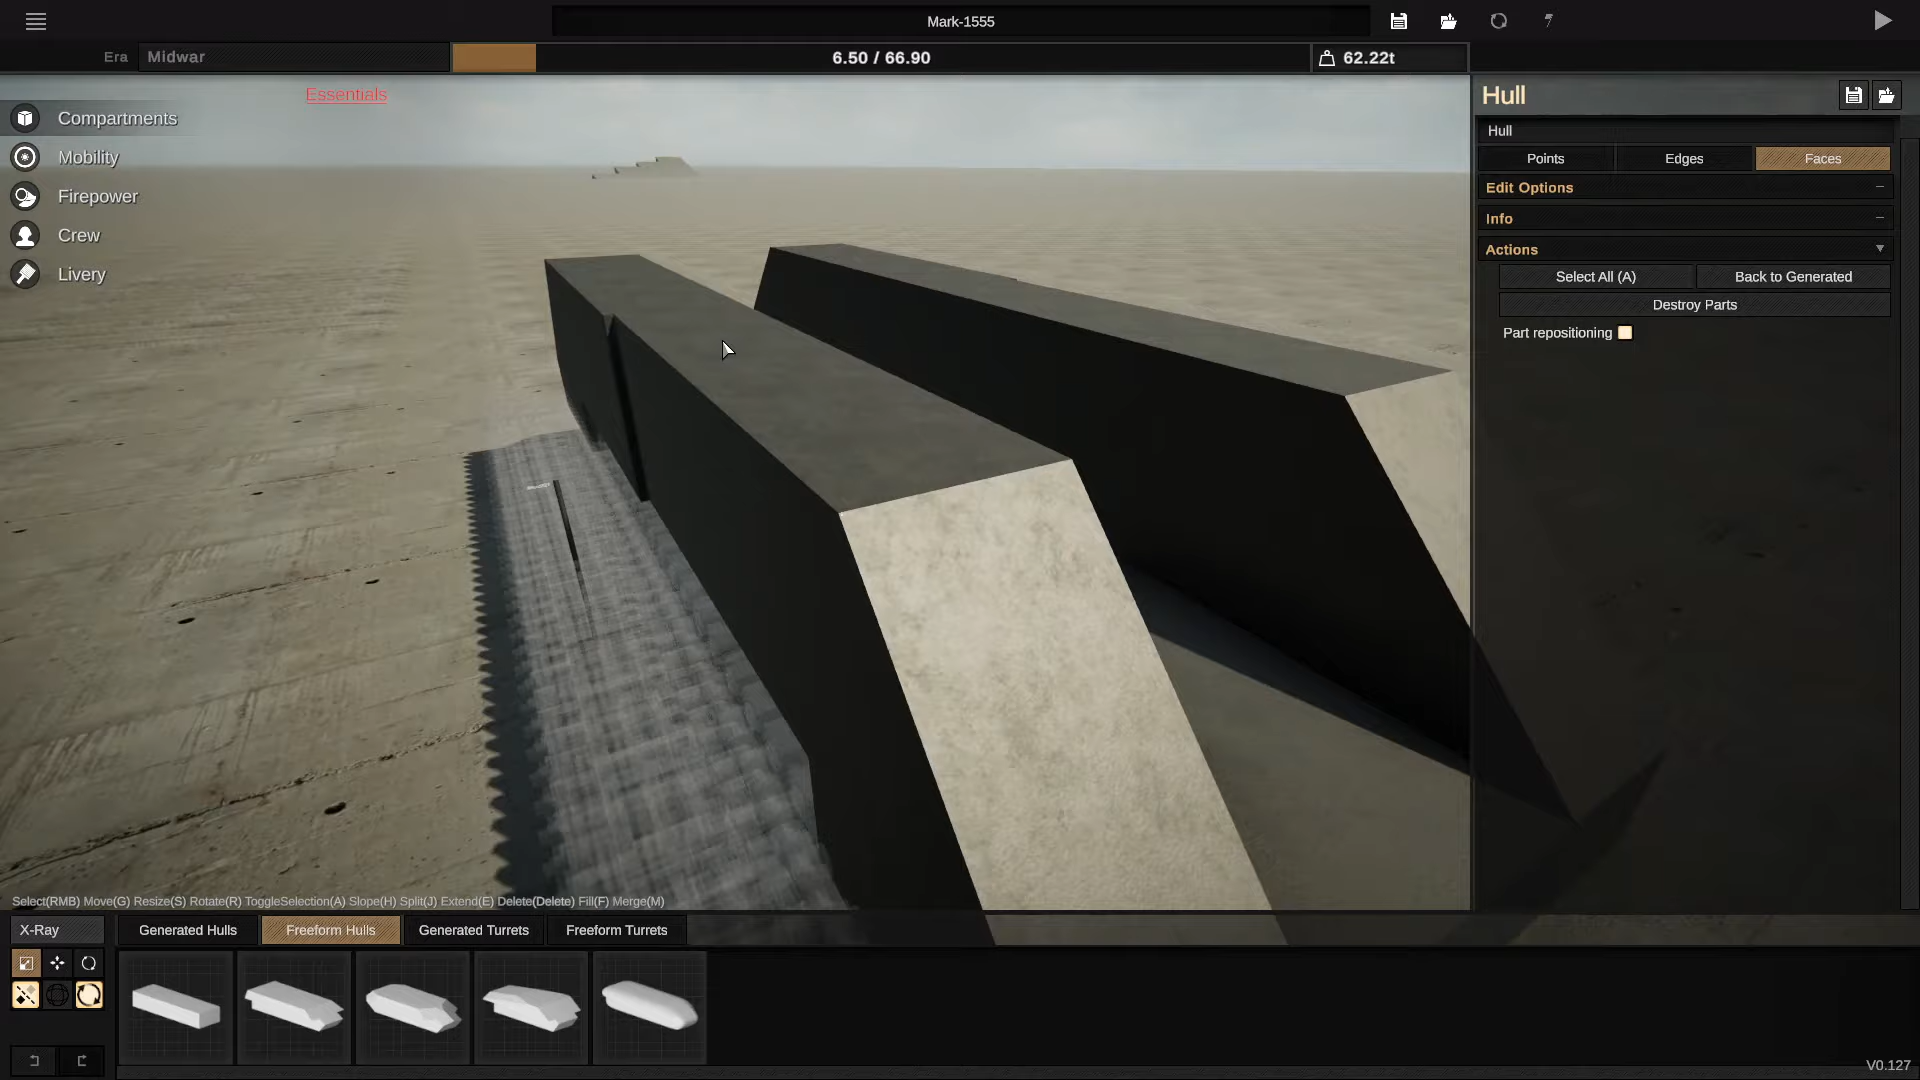 Mark-1555
Era Midwar 6.50 / 66.90 62.22t
Essentials
Compartments
Mobility
Firepower
Crew
Livery
Hull
Hull
Points Edges Faces
Edit Options
Info
Actions
Select All (A) Back to Generated
Destroy Parts
Part repositioning
Select(RMB) Move(G) Resize(S) Rotate(R) ToggleSelection(A) Slope(H) Split(J) Extend(E) Delete(Delete) Fill(F) Merge(M)
X-Ray Generated Hulls Freeform Hulls Generated Turrets Freeform Turrets
V0.127